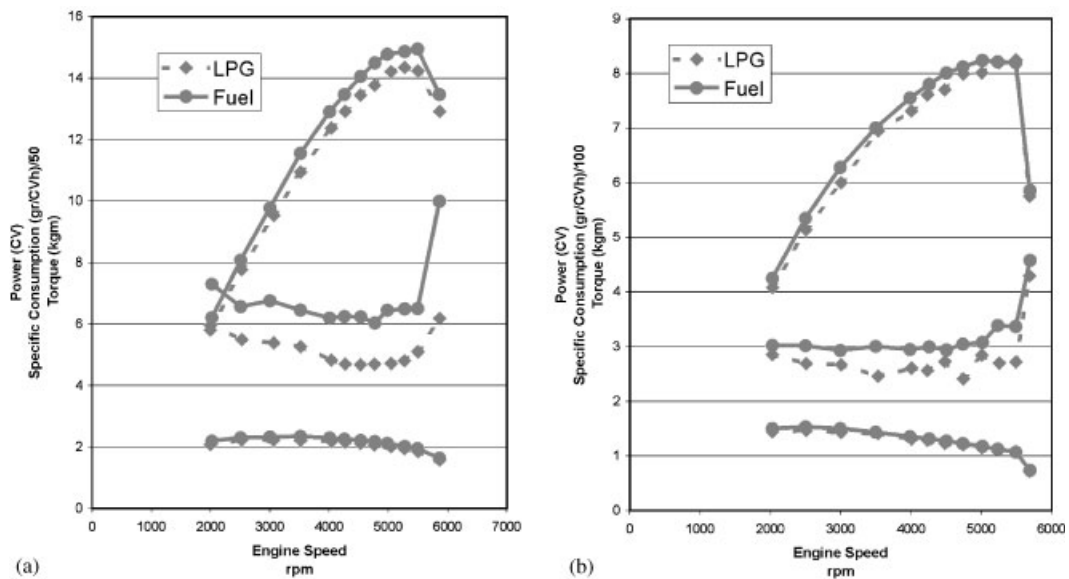 16
14
12
10
8
6
4
2
0
Power (CV)
Specific Consumption (gr/CVh)/50
Torque (kgm)
LPG
Fuel
0 1000 2000 3000 4000 5000 6000 7000
Engine Speed
rpm
(a)
9
8
7
6
5
4
3
2
1
0
Power (CV)
Specific Consumption (gr/CVh)/100
Torque (kgm)
LPG
Fuel
0 1000 2000 3000 4000 5000 6000
Engine Speed
rpm
(b)